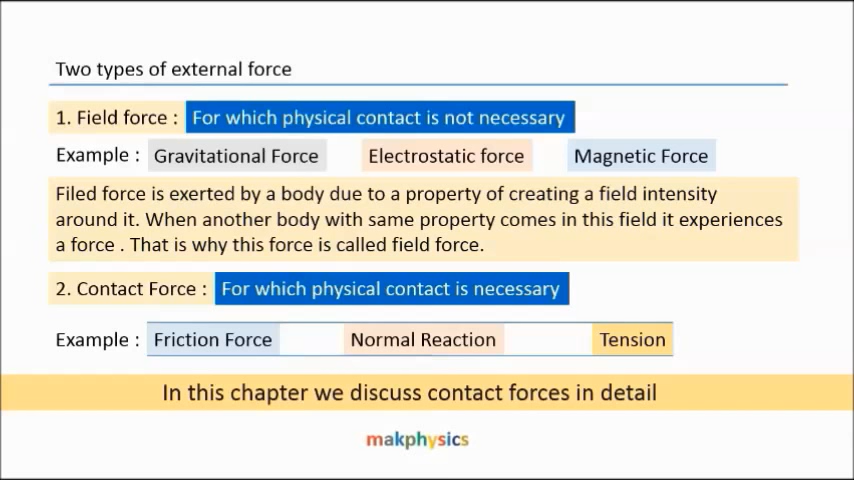 Two types of external force
1. Field force : For which physical contact is not necessary
Example : Gravitational Force Electrostatic force Magnetic Force
Filed force is exerted by a body due to a property of creating a field intensity
around it. When another body with same property comes in this field it experiences
a force . That is why this force is called field force.
2. Contact Force : For which physical contact is necessary
Example : Friction Force Normal Reaction Tension
In this chapter we discuss contact forces in detail
makphysics